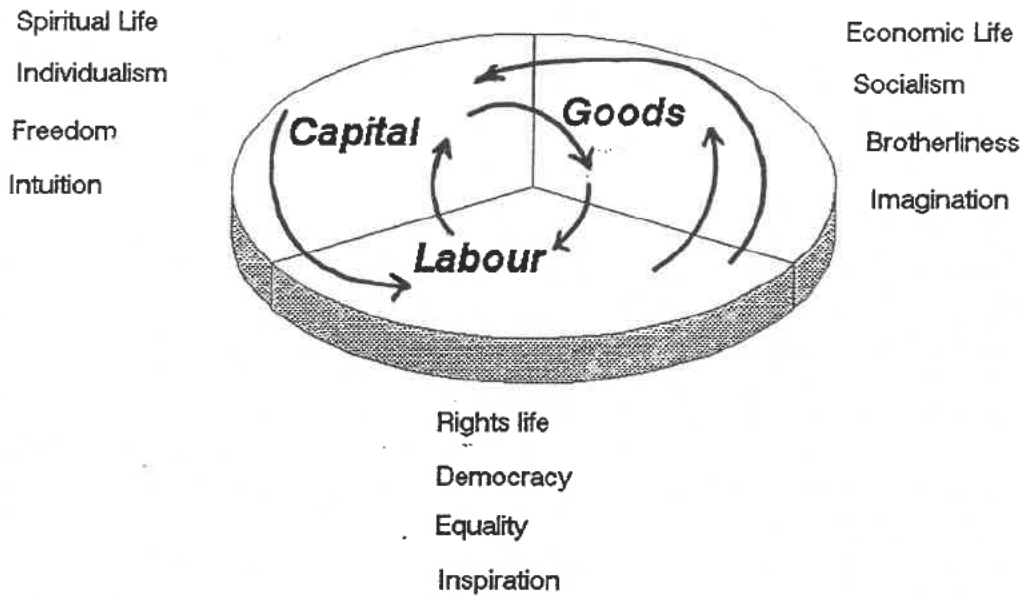 Spiritual Life
Individualism
Freedom
Intuition
Economic Life
Socialism
Brotherliness
Imagination
Capital
Goods
Labour
Rights life
Democracy
Equality
Inspiration